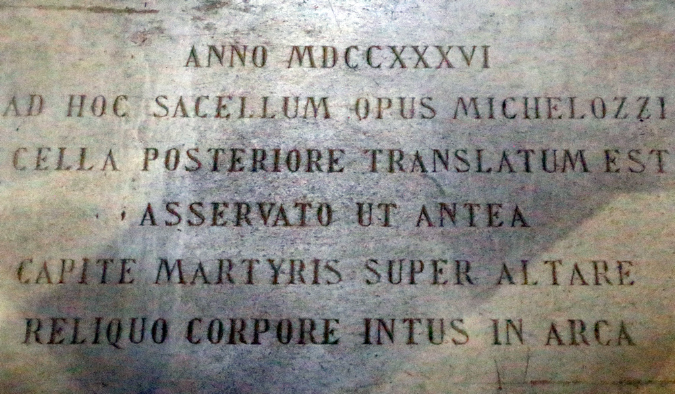 ANNO MDCCXXXVI
AD HOC SACELLUM OPUS MICHELOZZI
CELLA POSTERIORE TRANSLATUM EST
ASSERVATO UT ANTEA
CAPITE MARTYRIS SUPER ALTARE
RELIQUO CORPORE INTUS IN ARCA